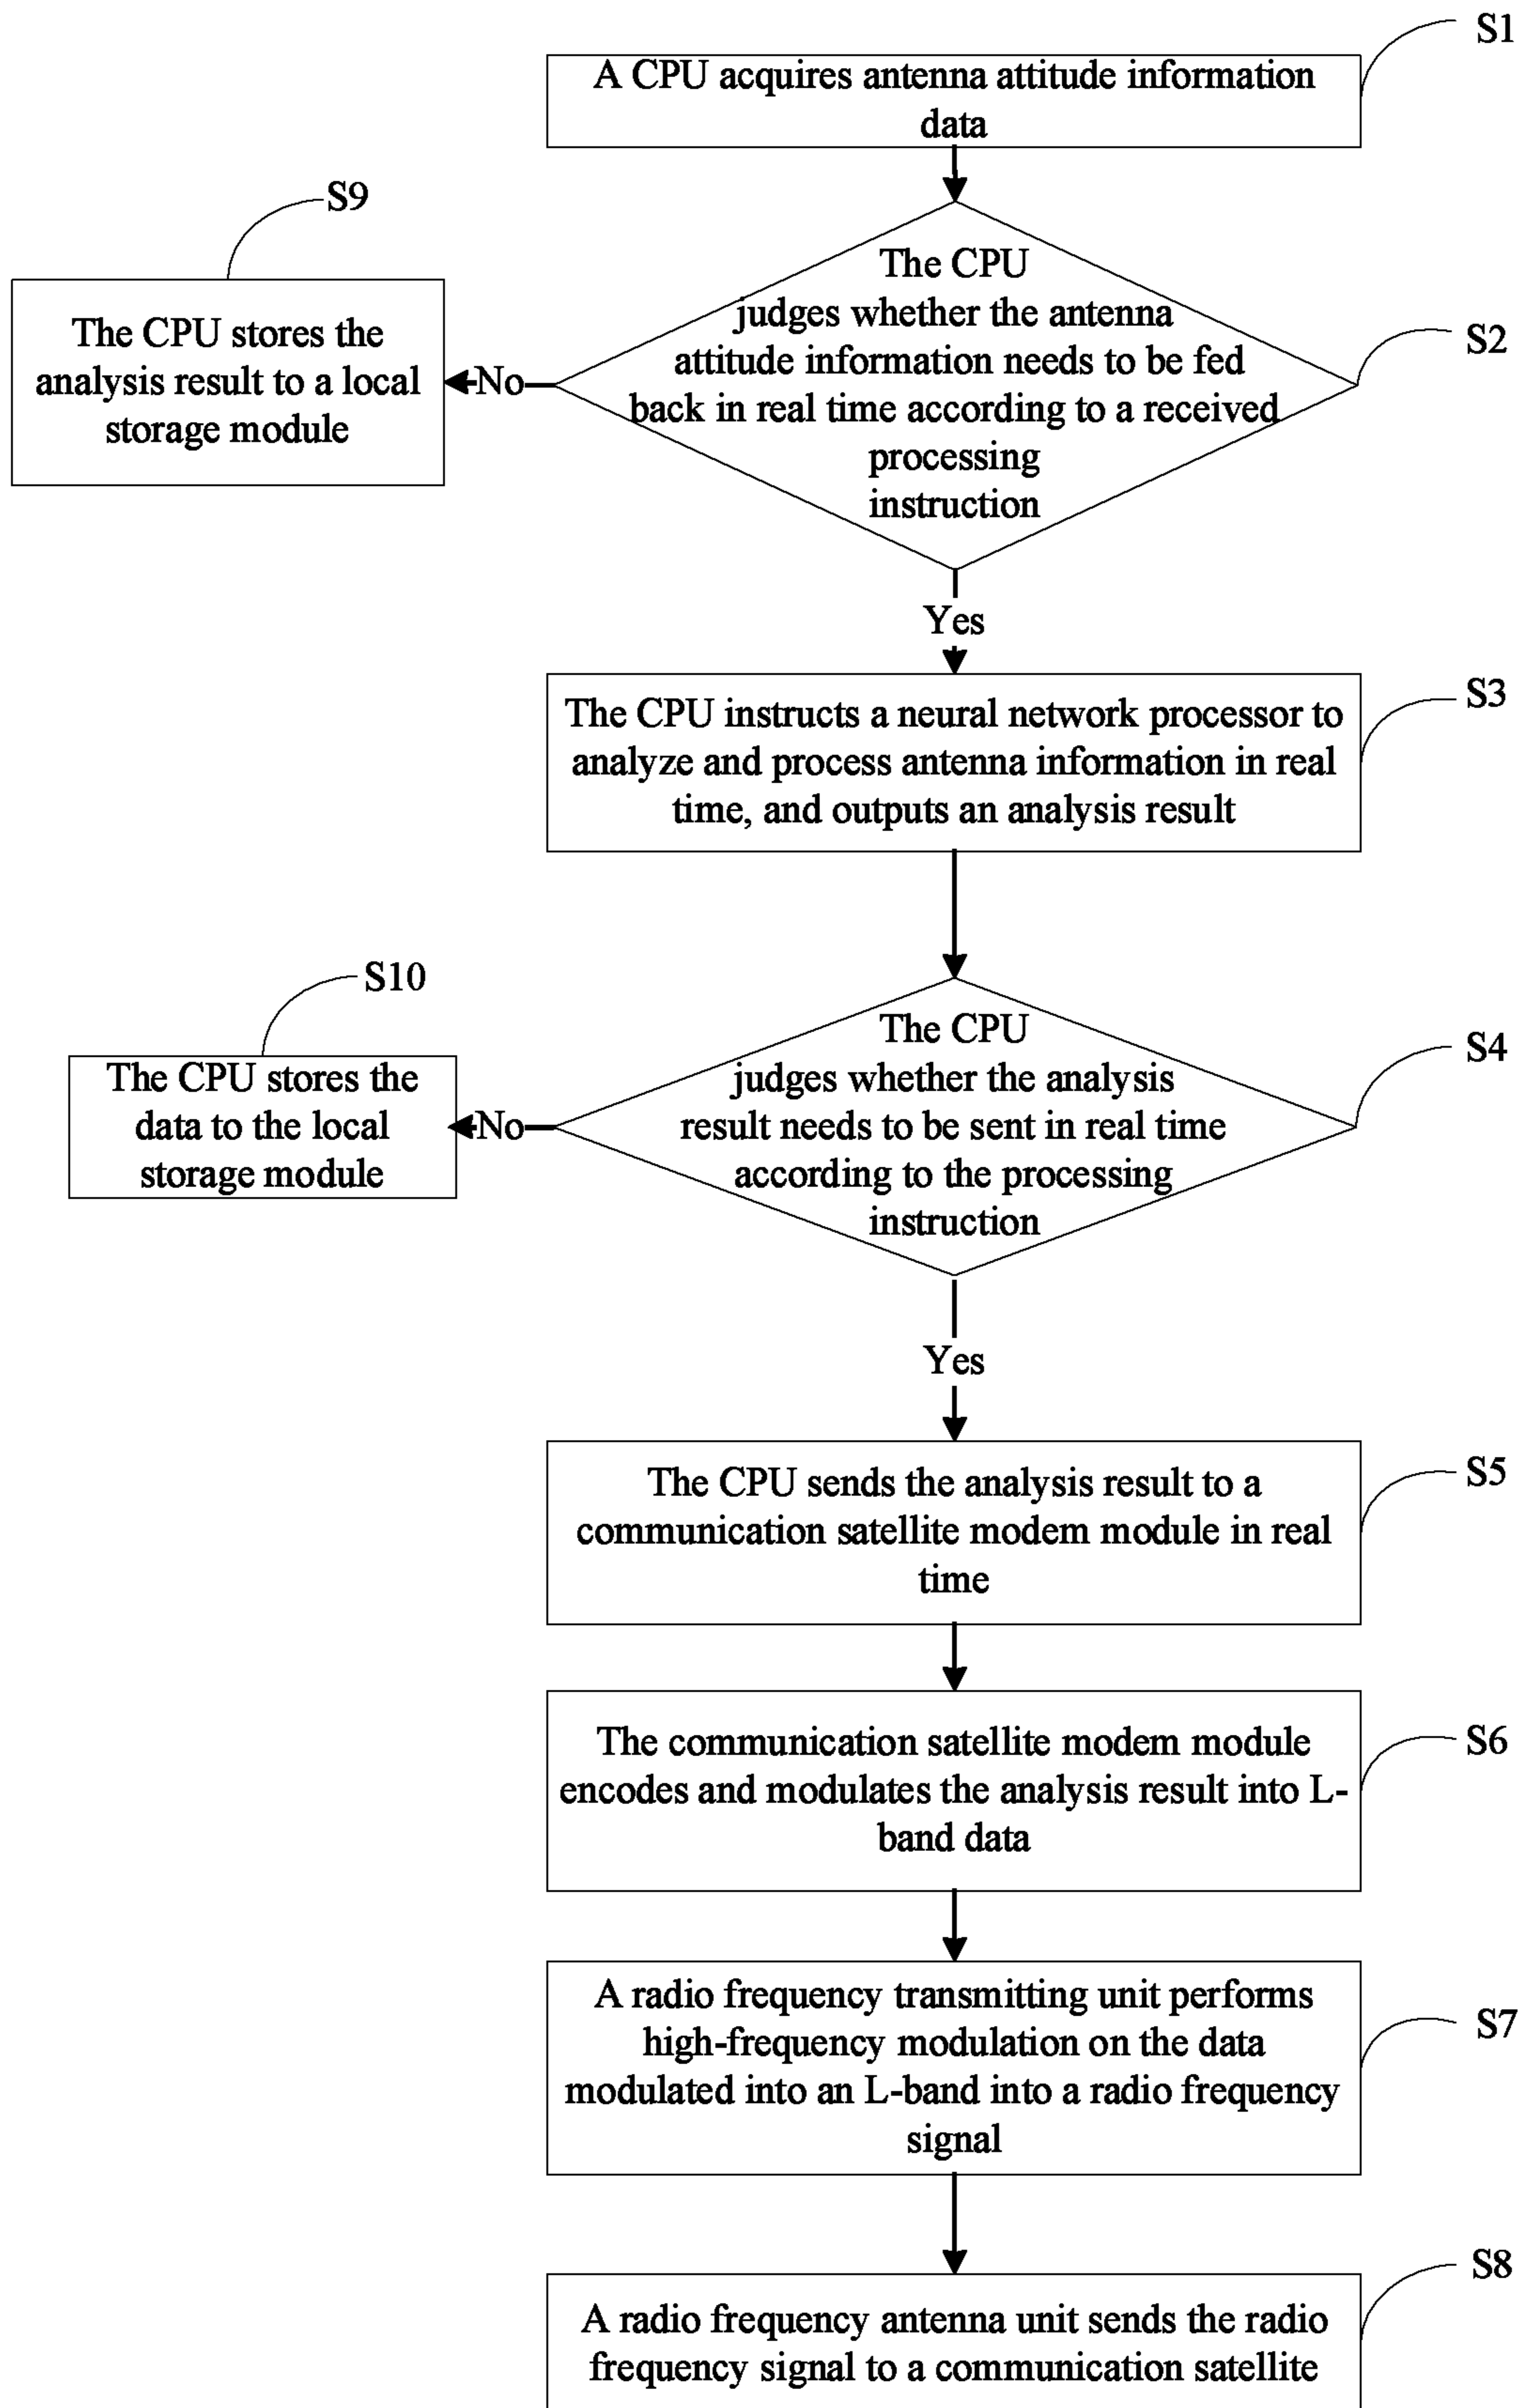 S1
A CPU acquires antenna attitude information
data
S9
The CPU stores the
analysis result to a local
storage module
No
The CPU
judges whether the antenna
attitude information needs to be fed
back in real time according to a received
processing
instruction
S2
Yes
The CPU instructs a neural network processor to
analyze and process antenna information in real
time, and outputs an analysis result
S3
S10
The CPU stores the
data to the local
storage module
No
The CPU
judges whether the analysis
result needs to be sent in real time
according to the processing
instruction
S4
Yes
The CPU sends the analysis result to a
communication satellite modem module in real
time
S5
The communication satellite modem module
encodes and modulates the analysis result into L-
band data
S6
A radio frequency transmitting unit performs
high-frequency modulation on the data
modulated into an L-band into a radio frequency
signal
S7
A radio frequency antenna unit sends the radio
frequency signal to a communication satellite
S8